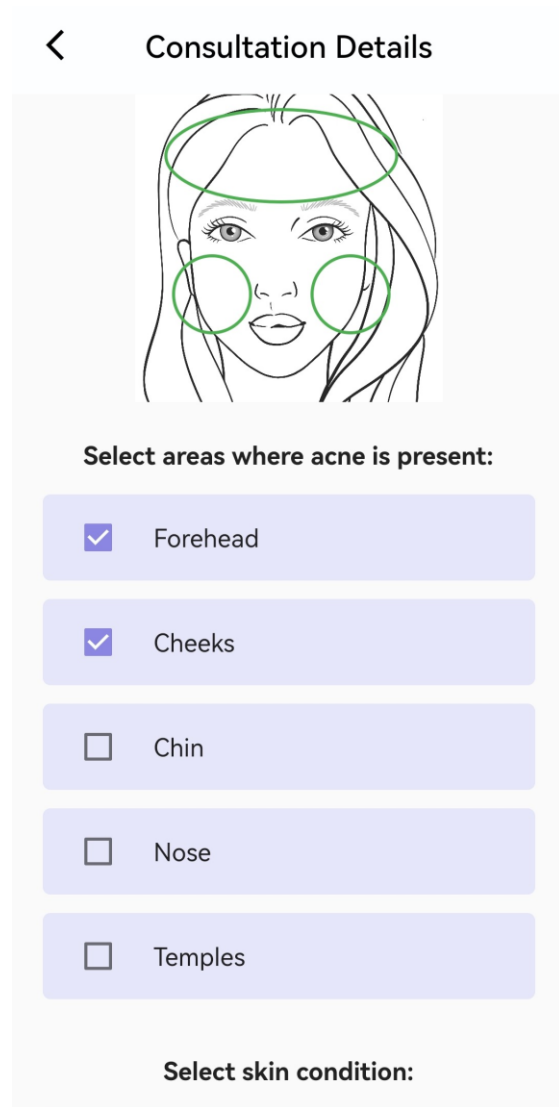 Consultation Details
Select areas where acne is present:
Forehead
Cheeks
Chin
Nose
Temples
Select skin condition: